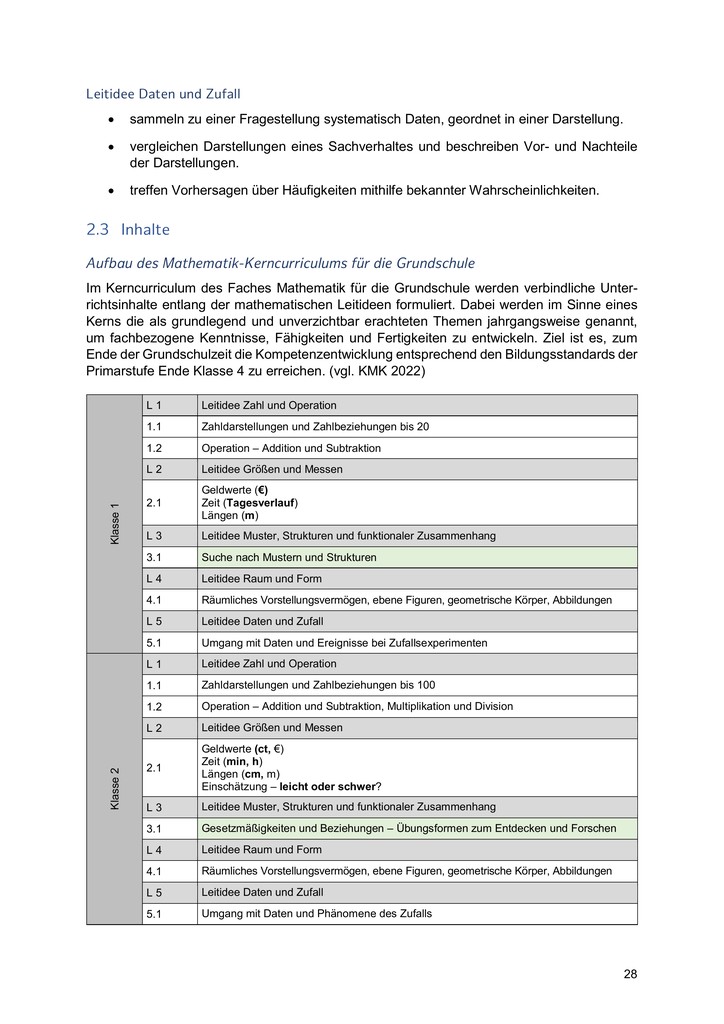 Leitidee Daten und Zufall
• sammeln zu einer Fragestellung systematisch Daten, geordnet in einer Darstellung.
• vergleichen Darstellungen eines Sachverhaltes und beschreiben Vor- und Nachteile
der Darstellungen.
• treffen Vorhersagen über Häufigkeiten mithilfe bekannter Wahrscheinlichkeiten.
2.3 Inhalte
Aufbau des Mathematik-Kerncurriculums für die Grundschule
Im Kerncurriculum des Faches Mathematik für die Grundschule werden verbindliche Unter-
richtsinhalte entlang der mathematischen Leitideen formuliert. Dabei werden im Sinne eines
Kerns die als grundlegend und unverzichtbar erachteten Themen jahrgangsweise genannt,
um fachbezogene Kenntnisse, Fähigkeiten und Fertigkeiten zu entwickeln. Ziel ist es, zum
Ende der Grundschulzeit die Kompetenzentwicklung entsprechend den Bildungsstandards der
Primarstufe Ende Klasse 4 zu erreichen. (vgl. KMK 2022)
Klasse 1
L 1 Leitidee Zahl und Operation
1.1 Zahldarstellungen und Zahlbeziehungen bis 20
1.2 Operation – Addition und Subtraktion
L 2 Leitidee Größen und Messen
2.1 Geldwerte (€)
Zeit (Tagesverlauf)
Längen (m)
L 3 Leitidee Muster, Strukturen und funktionaler Zusammenhang
3.1 Suche nach Mustern und Strukturen
L 4 Leitidee Raum und Form
4.1 Räumliches Vorstellungsvermögen, ebene Figuren, geometrische Körper, Abbildungen
L 5 Leitidee Daten und Zufall
5.1 Umgang mit Daten und Ereignisse bei Zufallsexperimenten
Klasse 2
L 1 Leitidee Zahl und Operation
1.1 Zahldarstellungen und Zahlbeziehungen bis 100
1.2 Operation – Addition und Subtraktion, Multiplikation und Division
L 2 Leitidee Größen und Messen
2.1 Geldwerte (ct, €)
Zeit (min, h)
Längen (cm, m)
Einschätzung – leicht oder schwer?
L 3 Leitidee Muster, Strukturen und funktionaler Zusammenhang
3.1 Gesetzmäßigkeiten und Beziehungen – Übungsformen zum Entdecken und Forschen
L 4 Leitidee Raum und Form
4.1 Räumliches Vorstellungsvermögen, ebene Figuren, geometrische Körper, Abbildungen
L 5 Leitidee Daten und Zufall
5.1 Umgang mit Daten und Phänomene des Zufalls
28